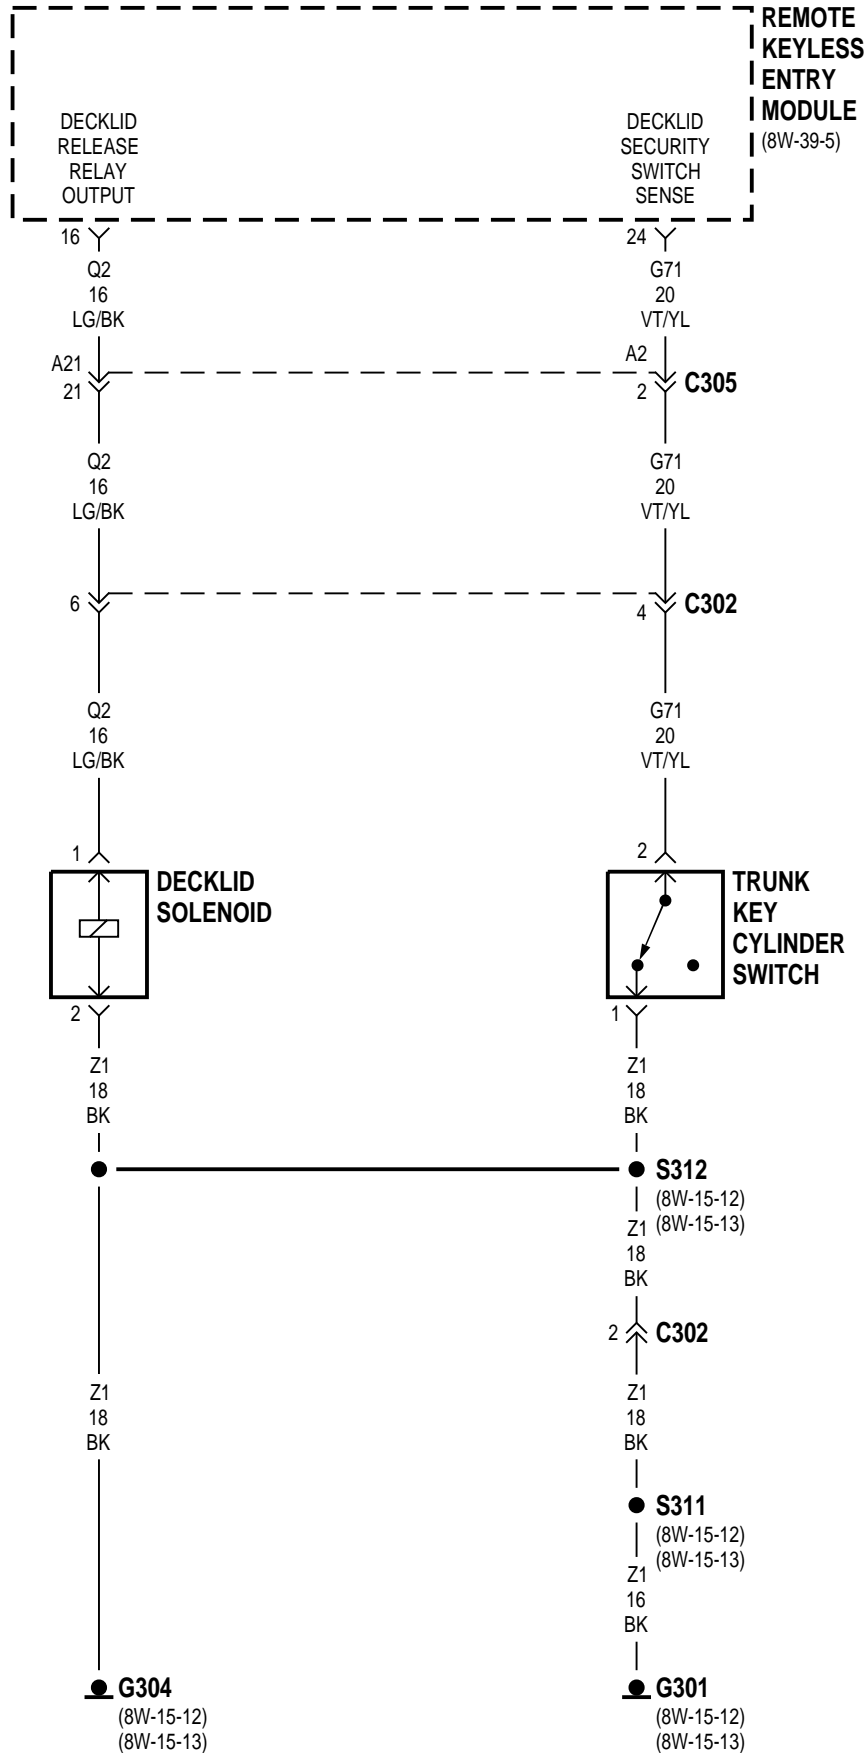 REMOTE
KEYLESS
ENTRY
MODULE
(8W-39-5)
DECKLID
RELEASE
RELAY
OUTPUT
DECKLID
SECURITY
SWITCH
SENSE
16
24
Q2
16
LG/BK
G71
20
VT/YL
A21
21
A2
2
C305
Q2
16
LG/BK
G71
20
VT/YL
6
4
C302
Q2
16
LG/BK
G71
20
VT/YL
1
2
DECKLID
SOLENOID
TRUNK
KEY
CYLINDER
SWITCH
2
1
Z1
18
BK
Z1
18
BK
S312
(8W-15-12)
(8W-15-13)
Z1
18
BK
2
C302
Z1
18
BK
Z1
18
BK
S311
(8W-15-12)
(8W-15-13)
Z1
16
BK
G304
(8W-15-12)
(8W-15-13)
G301
(8W-15-12)
(8W-15-13)